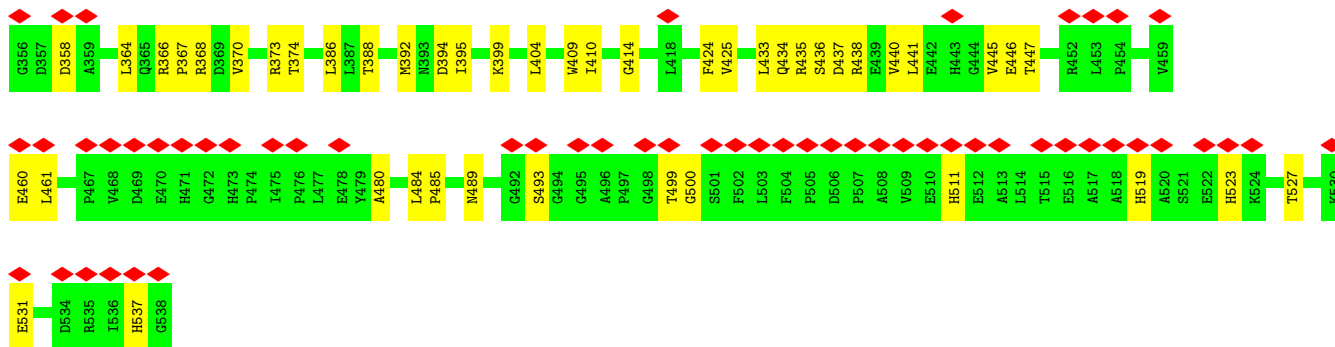 G356 D357 D358 A359 L364 Q365 R366 P367 R368 D369 V370 R373 T374 L386 L387 T388 M392 N393 D394 I395 K399 L404 W409 I410 G414 L418 F424 V425 L433 Q434 R435 S436 D437 R438 E439 V440 L441 E442 H443 G444 V445 E446 T447 R452 L453 P454 V459
E460 L461 P467 V468 D469 E470 H471 G472 H473 P474 I475 P476 L477 E478 Y479 A480 L484 P485 N489 G492 S493 G494 G495 A496 P497 G498 T499 G500 S501 F502 L503 F504 P505 D506 P507 A508 V509 E510 H511 E512 A513 L514 T515 E516 A517 A518 H519 A520 S521 E522 H523 K524 T527 K530
E531 D534 R535 I536 H537 G538